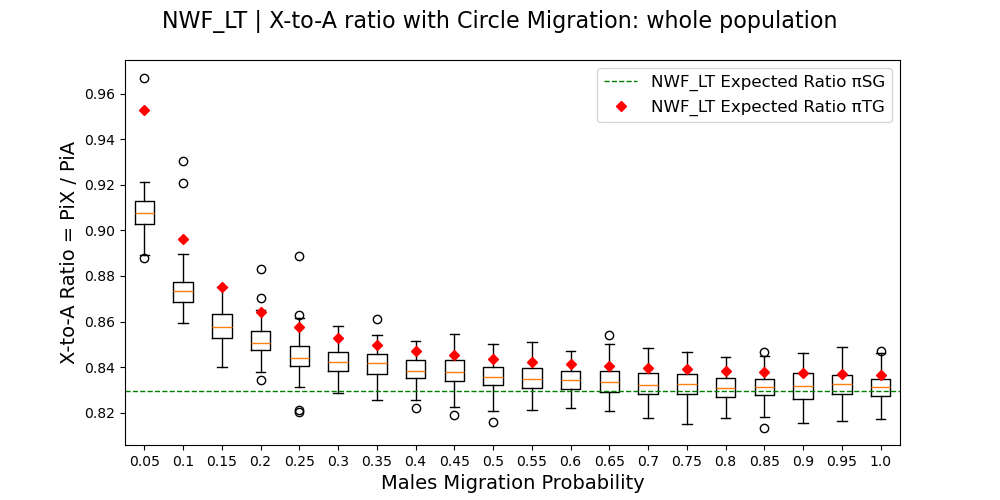 NWF_LT | X-to-A ratio with Circle Migration: whole population
NWF_LT Expected Ratio πSG
NWF_LT Expected Ratio πTG
X-to-A Ratio = PiX / PiA
0.96
0.94
0.92
0.90
0.88
0.86
0.84
0.82
0.05 0.1 0.15 0.2 0.25 0.3 0.35 0.4 0.45 0.5 0.55 0.6 0.65 0.7 0.75 0.8 0.85 0.9 0.95 1.0
Males Migration Probability